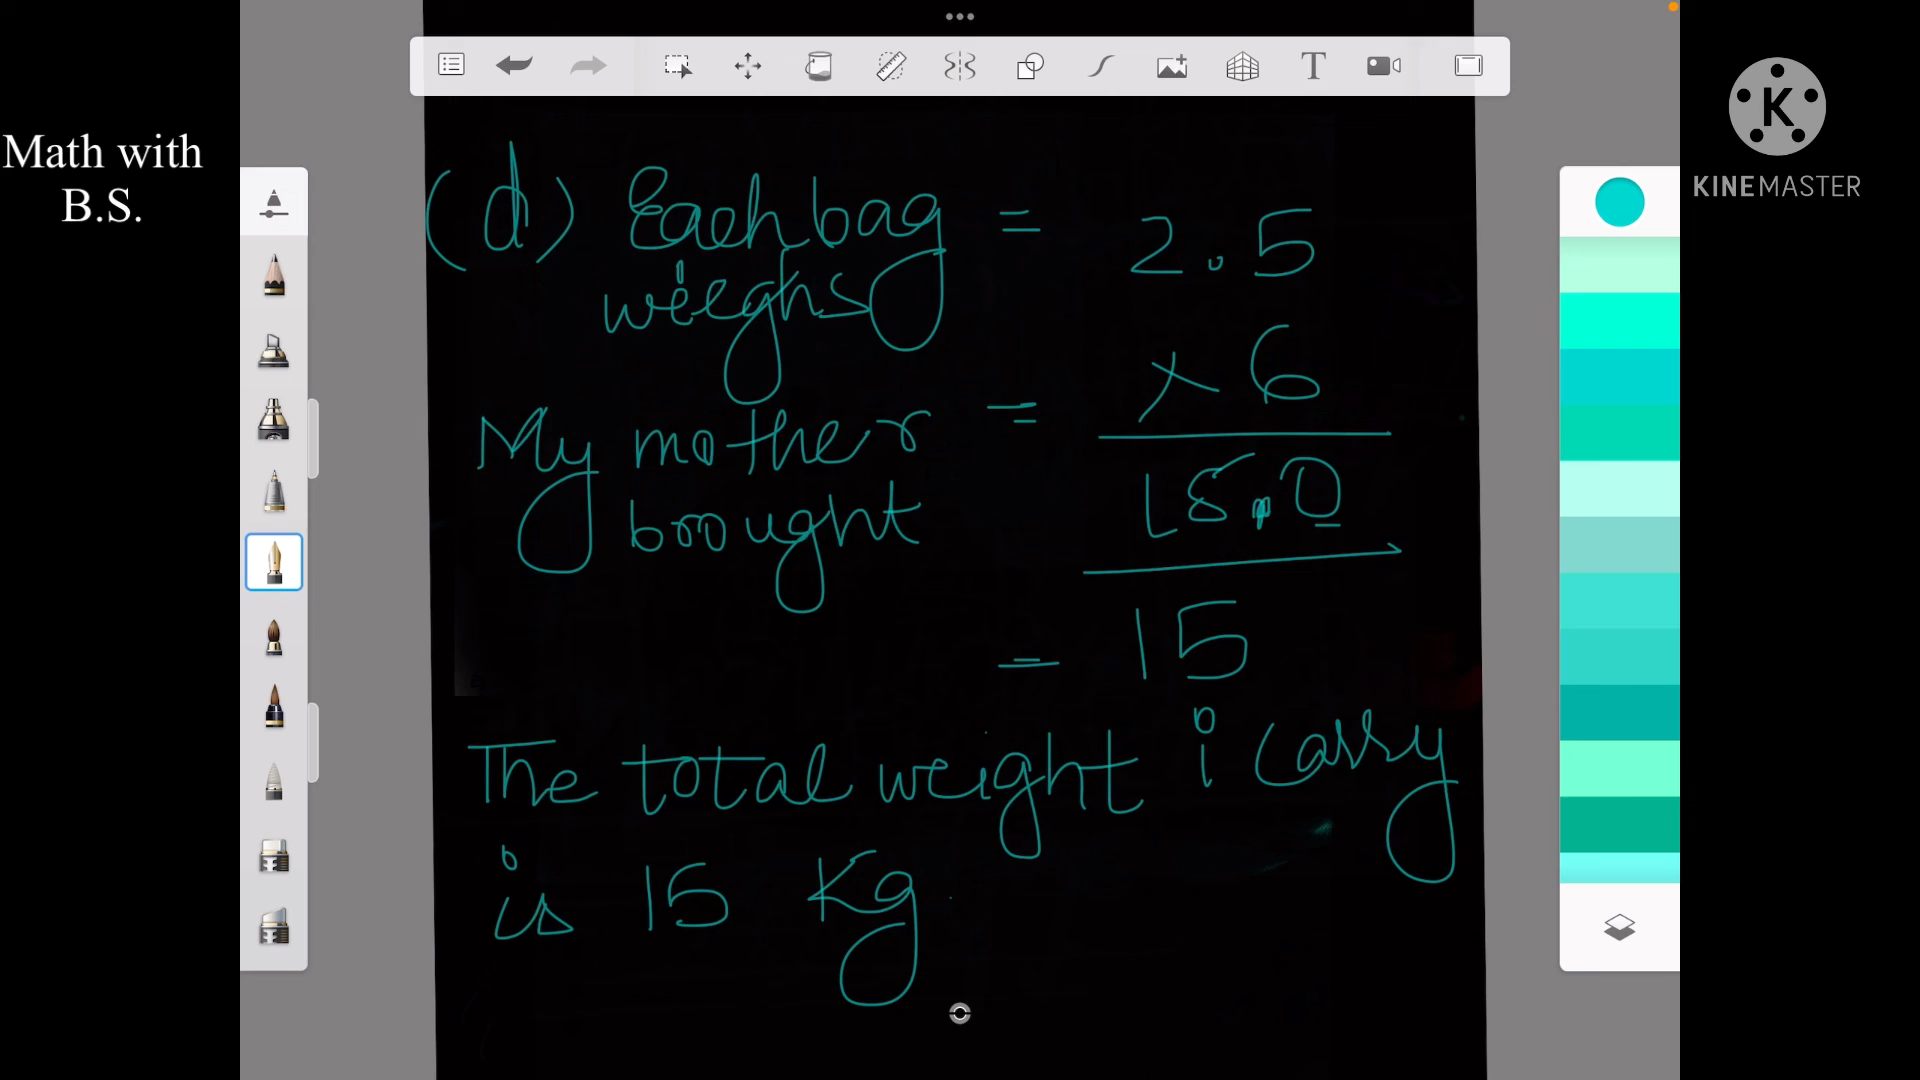 Math with
B.S.
KINEMASTER
(d) Each bag = 2.5
weighs
× 6
My mother =
brought 15.0
= 15
The total weight i carry
is 15 Kg